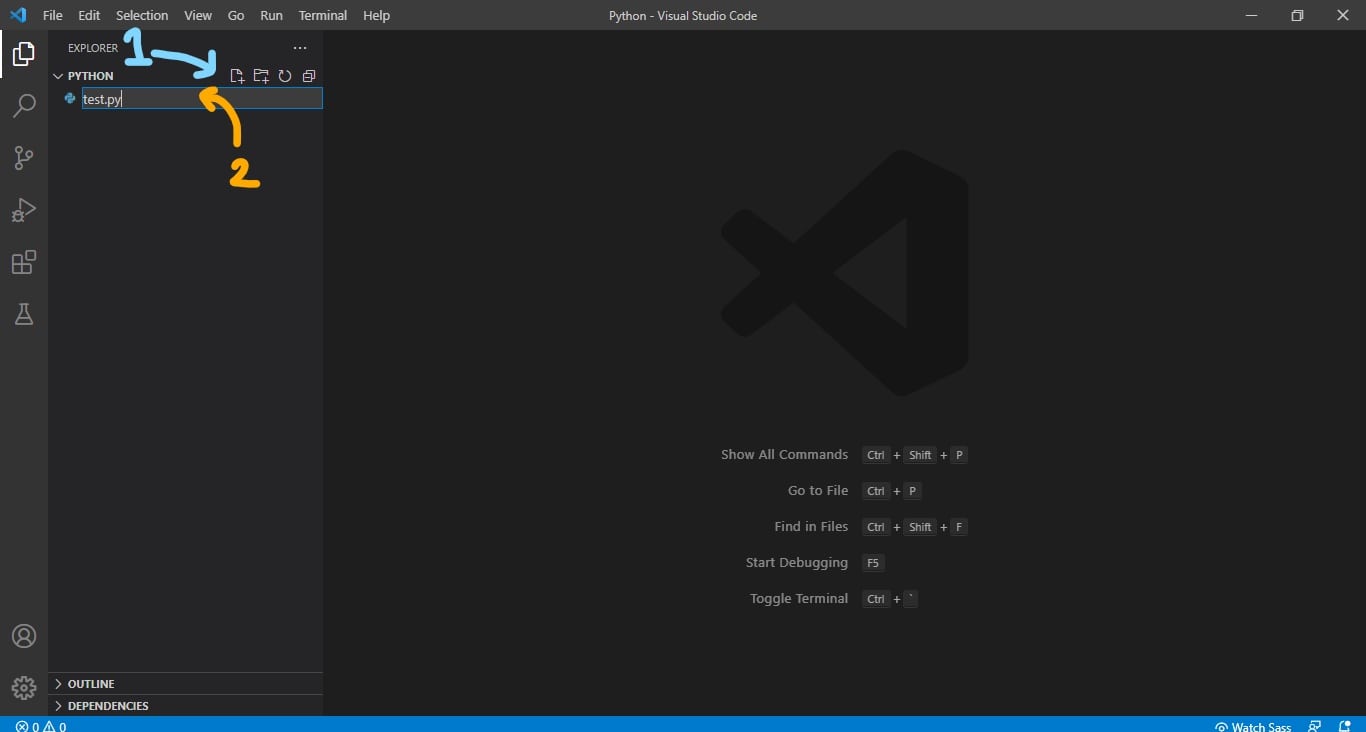 File Edit Selection View Go Run Terminal Help
Python - Visual Studio Code
EXPLORER
1
PYTHON
test.py
2
Show All Commands Ctrl + Shift + P
Go to File Ctrl + P
Find in Files Ctrl + Shift + F
Start Debugging F5
Toggle Terminal Ctrl + `
OUTLINE
DEPENDENCIES
0 0
Watch Sass